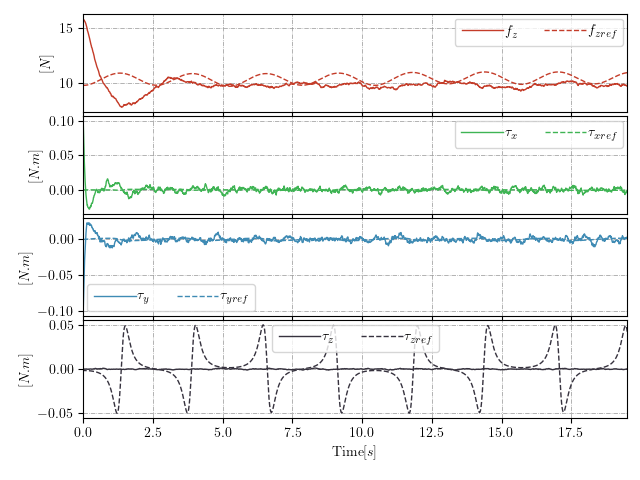 15
10
[N]
f_z f_zref
0.10
0.05
0.00
[N.m]
τ_x τ_xref
0.00
−0.05
−0.10
[N.m]
τ_y τ_yref
0.05
0.00
−0.05
[N.m]
τ_z τ_zref
0.0 2.5 5.0 7.5 10.0 12.5 15.0 17.5
Time[s]